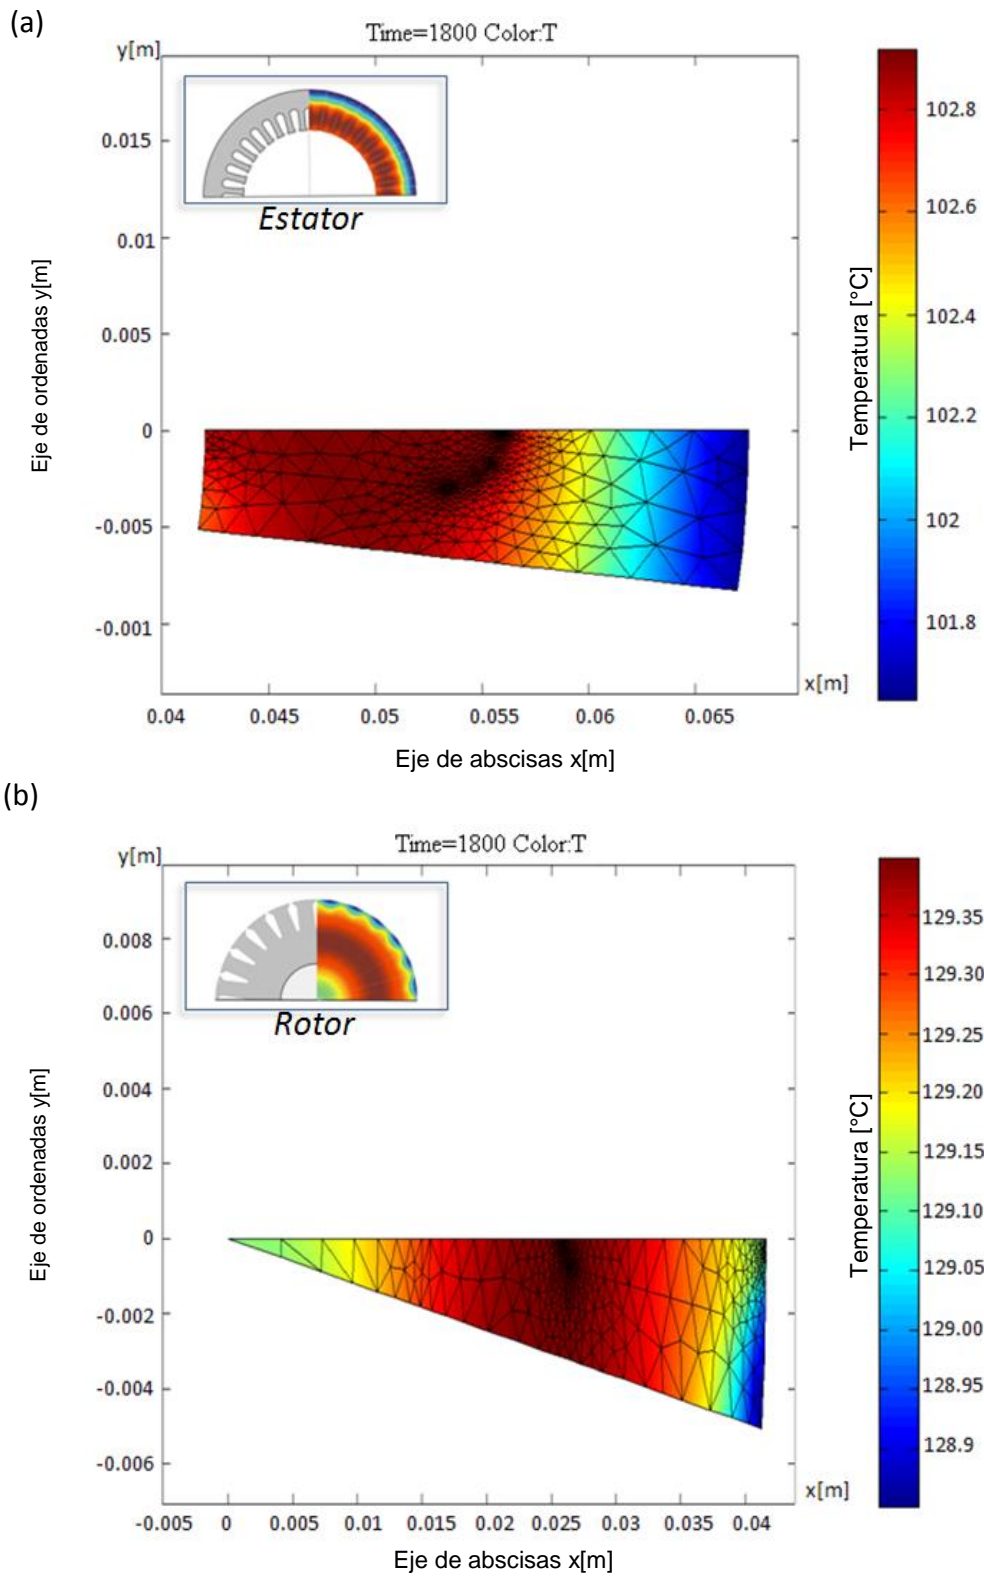 (a)
Time=1800 Color:T
y[m]
0.015
0.01
0.005
0
-0.005
-0.001
Eje de ordenadas y[m]
Estator
102.8
102.6
102.4
102.2
102
101.8
Temperatura [°C]
x[m]
0.04 0.045 0.05 0.055 0.06 0.065
Eje de abscisas x[m]
(b)
Time=1800 Color:T
y[m]
0.008
0.006
0.004
0.002
0
-0.002
-0.004
-0.006
Eje de ordenadas y[m]
Rotor
129.35
129.30
129.25
129.20
129.15
129.10
129.05
129.00
128.95
128.9
Temperatura [°C]
x[m]
-0.005 0 0.005 0.01 0.015 0.02 0.025 0.03 0.035 0.04
Eje de abscisas x[m]